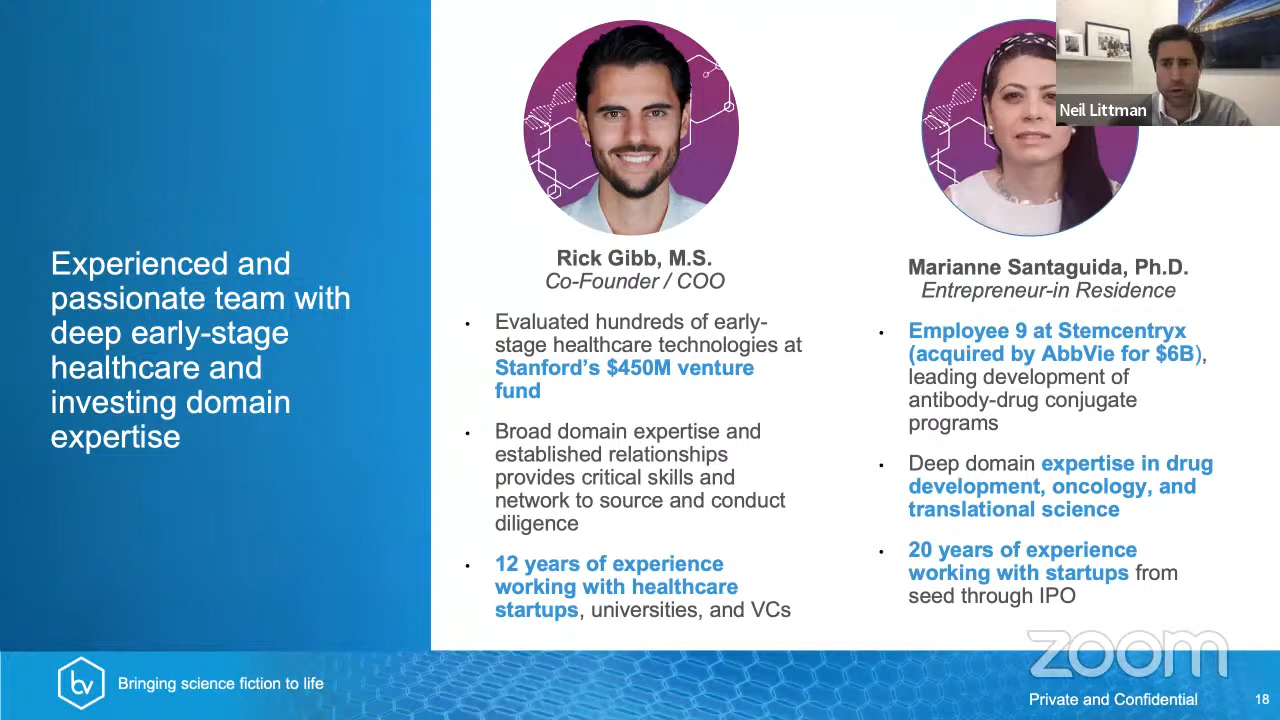 Neil Littman
Experienced and
passionate team with
deep early-stage
healthcare and
investing domain
expertise
Rick Gibb, M.S.
Co-Founder / COO
• Evaluated hundreds of early-
stage healthcare technologies at
Stanford's $450M venture
fund
• Broad domain expertise and
established relationships
provides critical skills and
network to source and conduct
diligence
• 12 years of experience
working with healthcare
startups, universities, and VCs
Marianne Santaguida, Ph.D.
Entrepreneur-in Residence
• Employee 9 at Stemcentryx
(acquired by AbbVie for $6B),
leading development of
antibody-drug conjugate
programs
• Deep domain expertise in drug
development, oncology, and
translational science
• 20 years of experience
working with startups from
seed through IPO
zoom
bv
Bringing science fiction to life
Private and Confidential
18